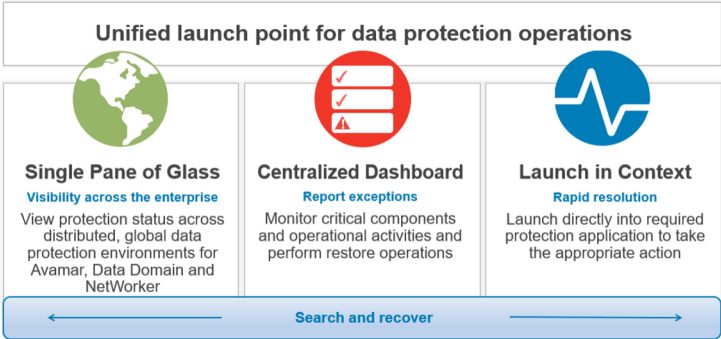 Unified launch point for data protection operations
Single Pane of Glass
Visibility across the enterprise
View protection status across
distributed, global data
protection environments for
Avamar, Data Domain and
NetWorker
Centralized Dashboard
Report exceptions
Monitor critical components
and operational activities and
perform restore operations
Launch in Context
Rapid resolution
Launch directly into required
protection application to take
the appropriate action
Search and recover